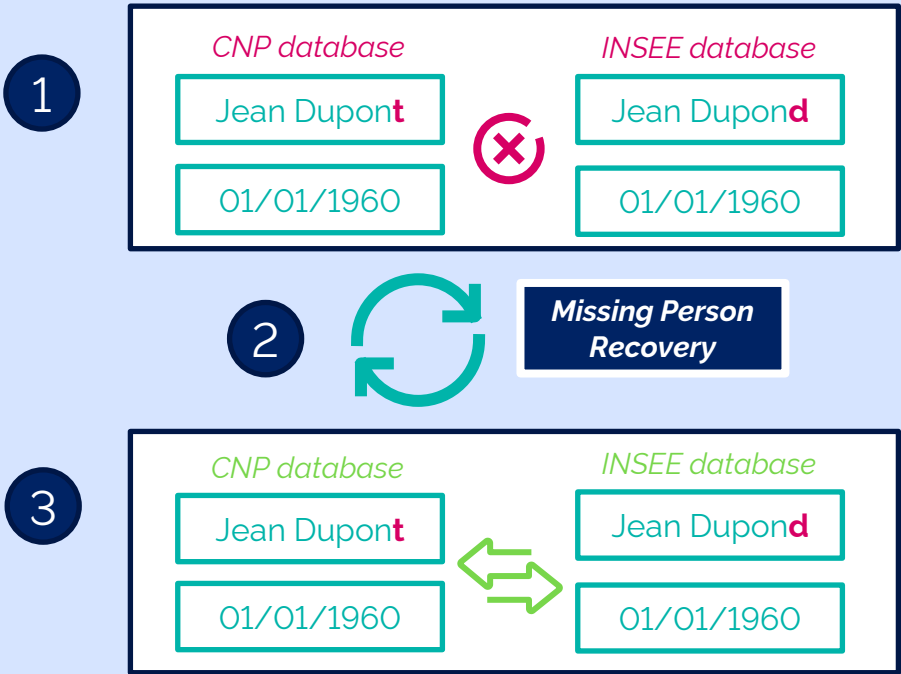 1
CNP database
INSEE database
Jean Dupont
Jean Dupond
01/01/1960
01/01/1960
2
Missing Person
Recovery
3
CNP database
INSEE database
Jean Dupont
Jean Dupond
01/01/1960
01/01/1960